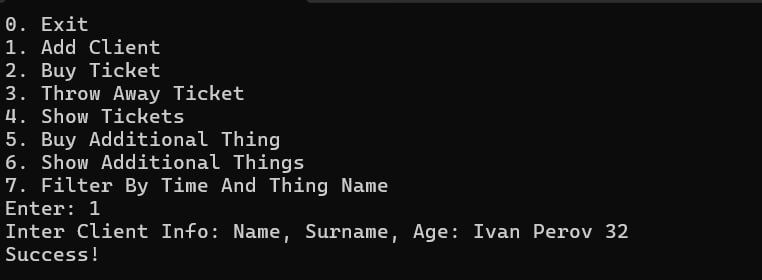 0. Exit
1. Add Client
2. Buy Ticket
3. Throw Away Ticket
4. Show Tickets
5. Buy Additional Thing
6. Show Additional Things
7. Filter By Time And Thing Name
Enter: 1
Inter Client Info: Name, Surname, Age: Ivan Perov 32
Success!